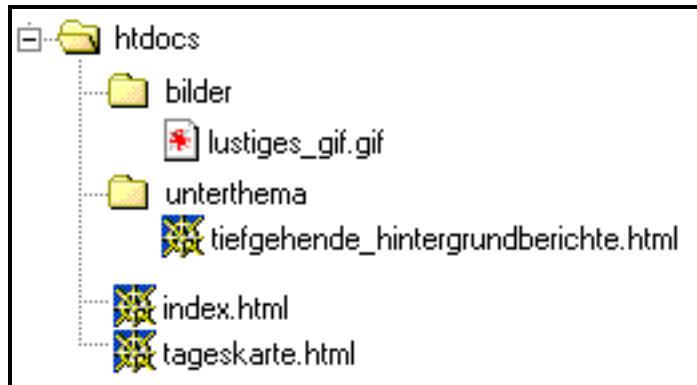 htdocs
bilder
lustiges_gif.gif
unterthema
tiefgehende_hintergrundberichte.html
index.html
tageskarte.html